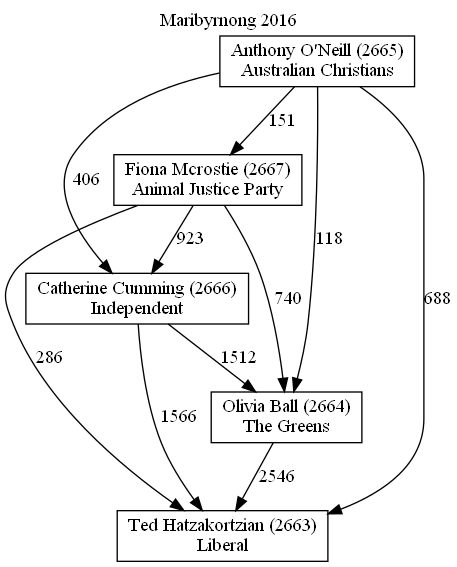 Maribyrnong 2016
Anthony O'Neill (2665)
Australian Christians
151
Fiona Mcrostie (2667)
Animal Justice Party
406
923
118
Catherine Cumming (2666)
Independent
740
688
286
1512
Olivia Ball (2664)
The Greens
1566
2546
Ted Hatzakortzian (2663)
Liberal